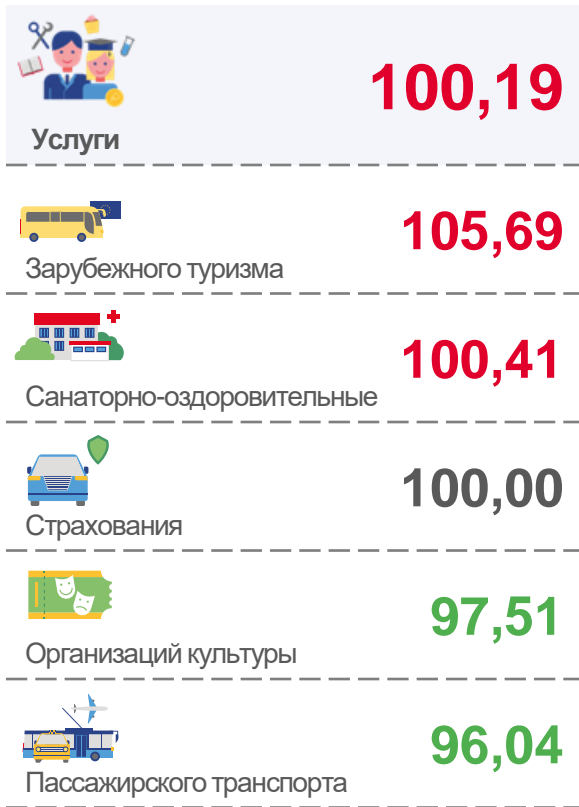 100,19
Услуги
105,69
Зарубежного туризма
100,41
Санаторно-оздоровительные
100,00
Страхования
97,51
Организаций культуры
96,04
Пассажирского транспорта